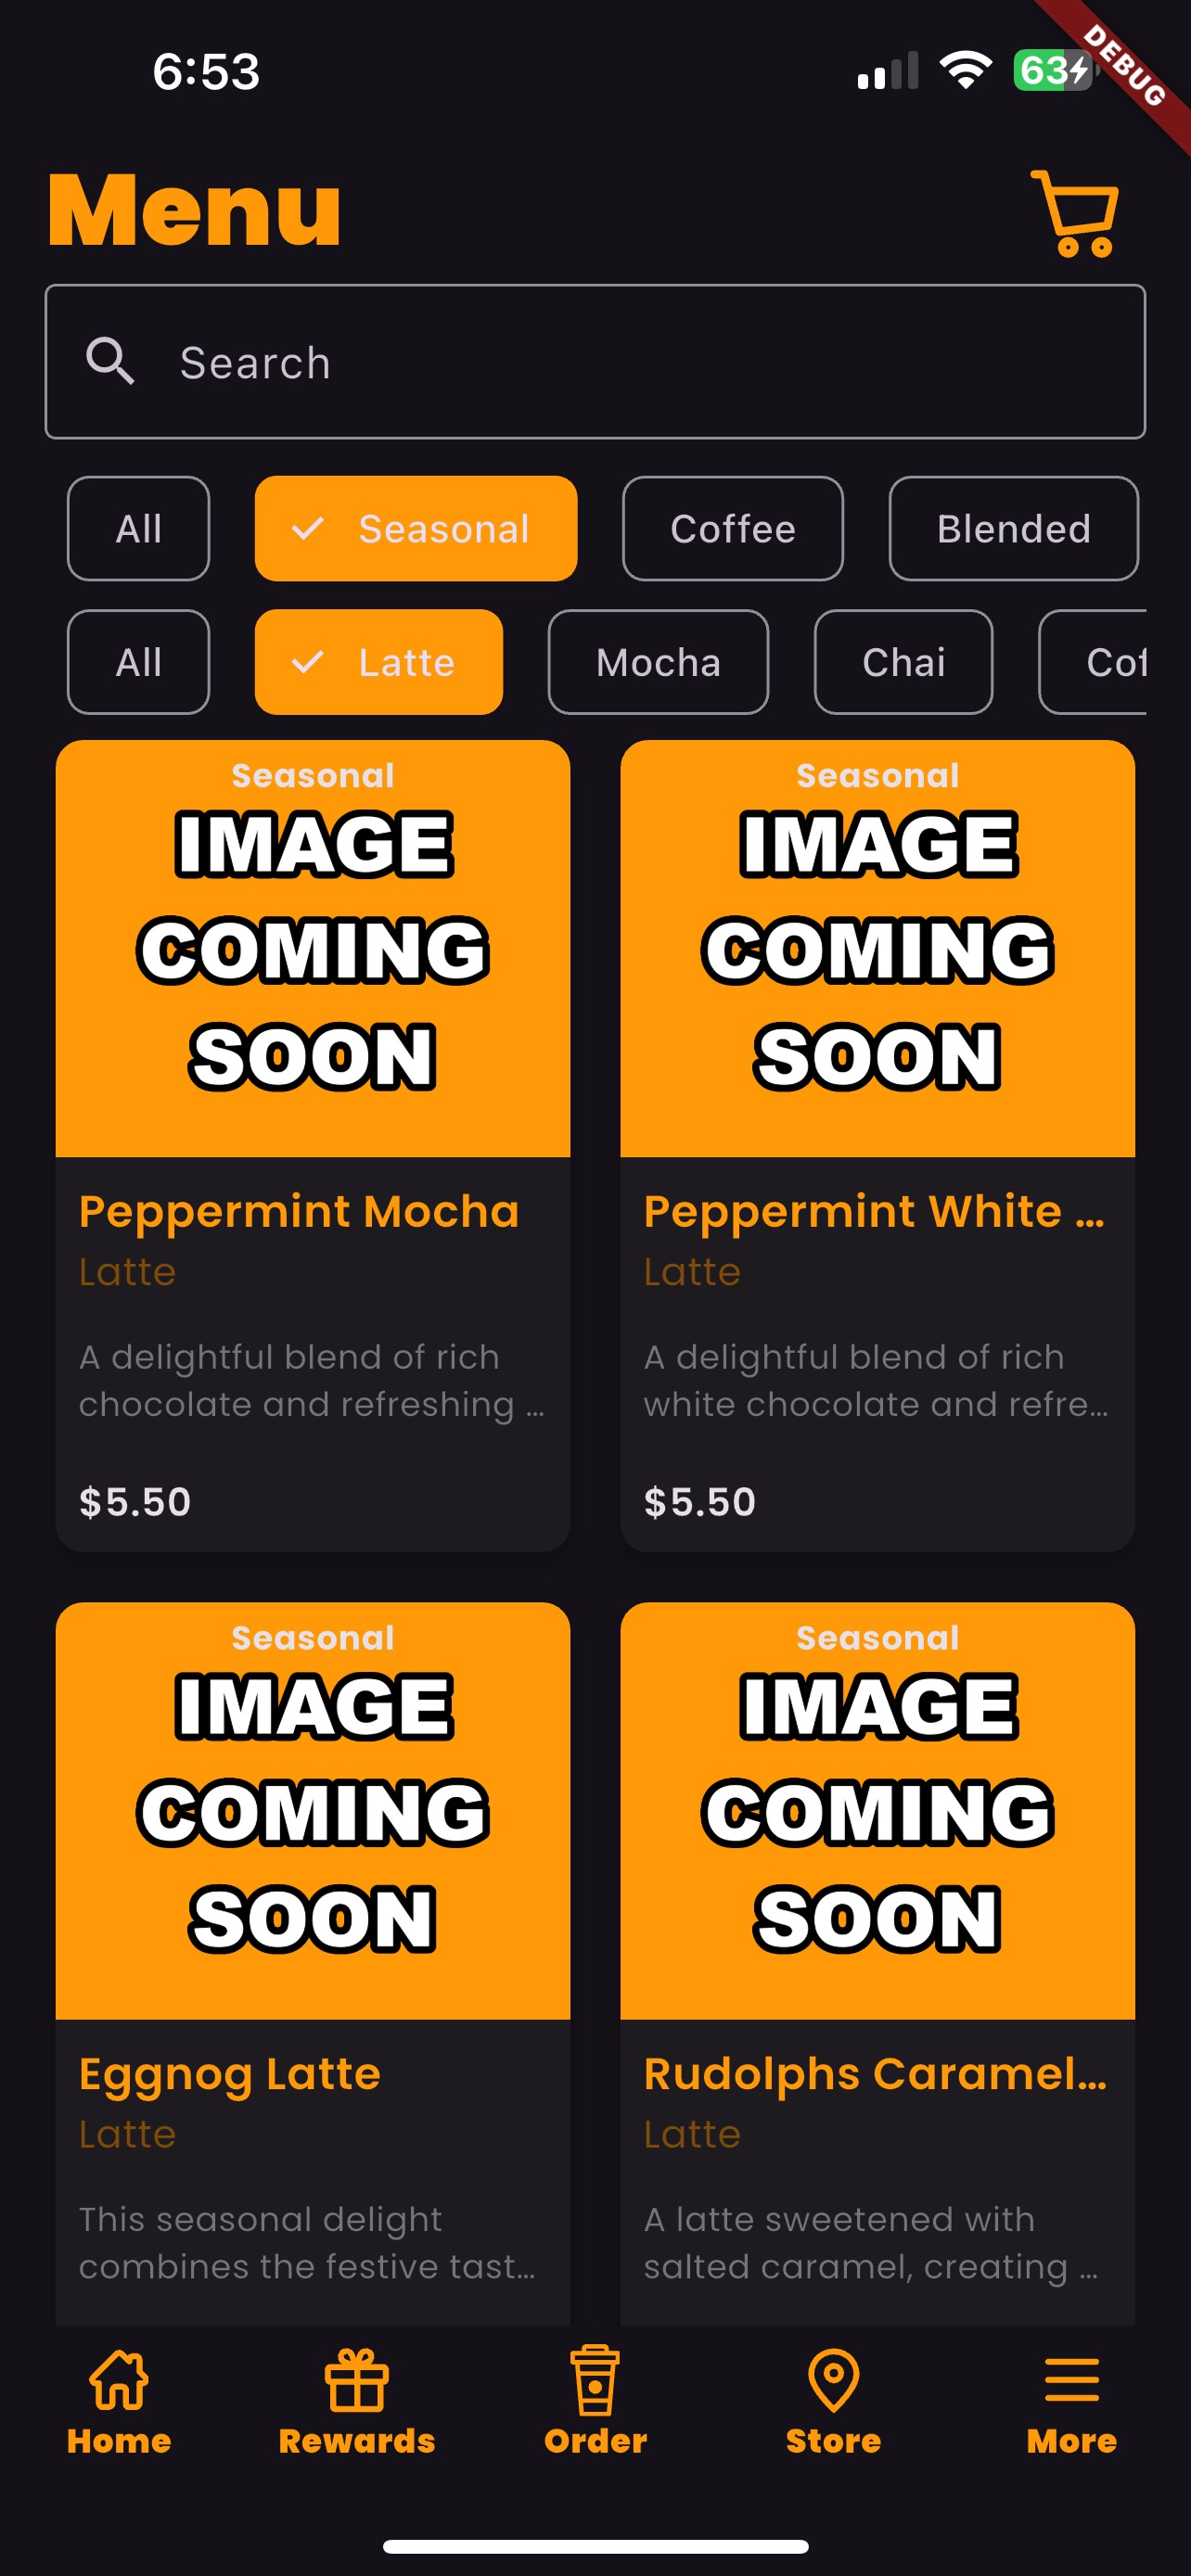 6:53
63
DEBUG
Menu
Search
All
Seasonal
Coffee
Blended
All
Latte
Mocha
Chai
Seasonal
IMAGE
COMING
SOON
Peppermint Mocha
Latte
A delightful blend of rich
chocolate and refreshing ...
$5.50
Seasonal
IMAGE
COMING
SOON
Peppermint White ...
Latte
A delightful blend of rich
white chocolate and refre...
$5.50
Seasonal
IMAGE
COMING
SOON
Eggnog Latte
Latte
This seasonal delight
combines the festive tast...
Seasonal
IMAGE
COMING
SOON
Rudolphs Caramel...
Latte
A latte sweetened with
salted caramel, creating ...
Home
Rewards
Order
Store
More